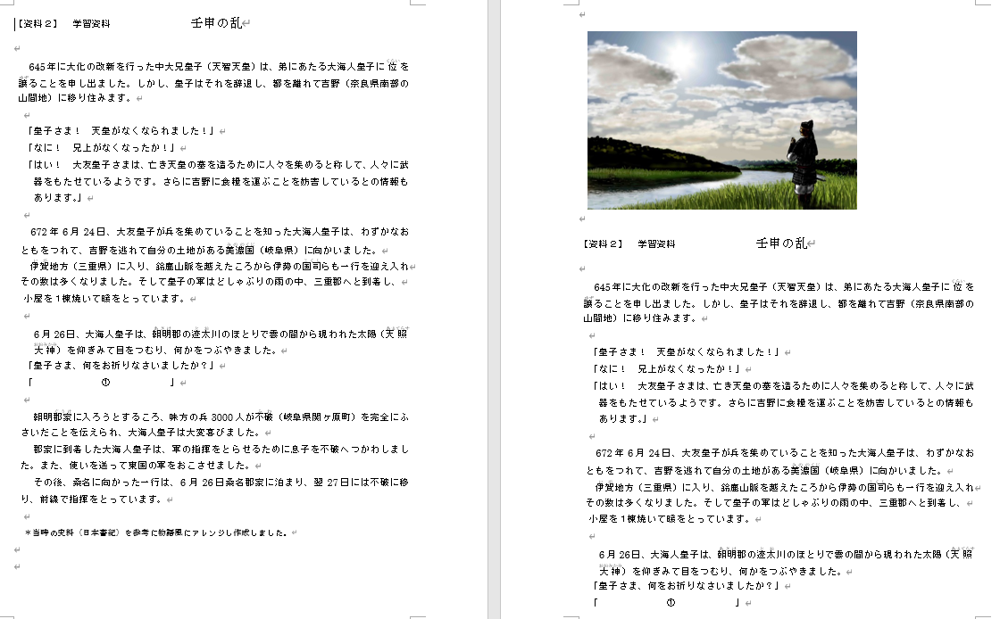 【資料２】　学習資料　　　壬申の乱
645年に大化の改新を行った中大兄皇子（天智天皇）は、弟にあたる大海人皇子に位を
譲ることを申し出ました。しかし、皇子はそれを辞退し、都を離れて吉野（奈良県南部の
山間地）に移り住みます。
「皇子さま！　天皇がなくなられました！」
「なに！　兄上がなくなったか！」
「はい！　大友皇子さまは、亡き天皇の墓を造るために人々を集めると称して、人々に武
器をもたせているようです。さらに吉野に食糧を運ぶことを妨害しているとの情報も
あります。」
672年６月24日、大友皇子が兵を集めていることを知った大海人皇子は、わずかなお
ともをつれて、吉野を逃れて自分の土地がある美濃国（岐阜県）に向かいました。
伊賀地方（三重県）に入り、鈴鹿山脈を越えたころから伊勢の国司らも一行を迎え入れ
その数は多くなりました。そして皇子の軍はどしゃぶりの雨の中、三重郡へと到着し、
小屋を１棟焼いて暖をとっています。
６月26日、大海人皇子は、朝明郡の迹太川のほとりで雲の間から現われた太陽（天照
大神）を仰ぎみて目をつむり、何かをつぶやきました。
「皇子さま、何をお祈りなさいましたか？」
「　　　　　　①　　　　　　」
朝明郡家に入ろうとするころ、味方の兵3000人が不破（岐阜県関ヶ原町）を完全にふ
さいだことを伝えられ、大海人皇子は大変喜びました。
郡家に到着した大海人皇子は、軍の指揮をとらせるために息子を不破へつかわしまし
た。また、使いを送って東国の軍をおこさせました。
その後、桑名に向かった一行は、６月26日桑名郡家に泊まり、翌27日には不破に移
り、前線で指揮をとっています。
＊当時の史料（日本書紀）を参考に物語風にアレンジし作成しました。
【資料２】　学習資料　　　壬申の乱
645年に大化の改新を行った中大兄皇子（天智天皇）は、弟にあたる大海人皇子に位を
譲ることを申し出ました。しかし、皇子はそれを辞退し、都を離れて吉野（奈良県南部の
山間地）に移り住みます。
「皇子さま！　天皇がなくなられました！」
「なに！　兄上がなくなったか！」
「はい！　大友皇子さまは、亡き天皇の墓を造るために人々を集めると称して、人々に武
器をもたせているようです。さらに吉野に食糧を運ぶことを妨害しているとの情報も
あります。」
672年６月24日、大友皇子が兵を集めていることを知った大海人皇子は、わずかなお
ともをつれて、吉野を逃れて自分の土地がある美濃国（岐阜県）に向かいました。
伊賀地方（三重県）に入り、鈴鹿山脈を越えたころから伊勢の国司らも一行を迎え入れ
その数は多くなりました。そして皇子の軍はどしゃぶりの雨の中、三重郡へと到着し、
小屋を１棟焼いて暖をとっています。
６月26日、大海人皇子は、朝明郡の迹太川のほとりで雲の間から現われた太陽（天照
大神）を仰ぎみて目をつむり、何かをつぶやきました。
「皇子さま、何をお祈りなさいましたか？」
「　　　　　　①　　　　　　」